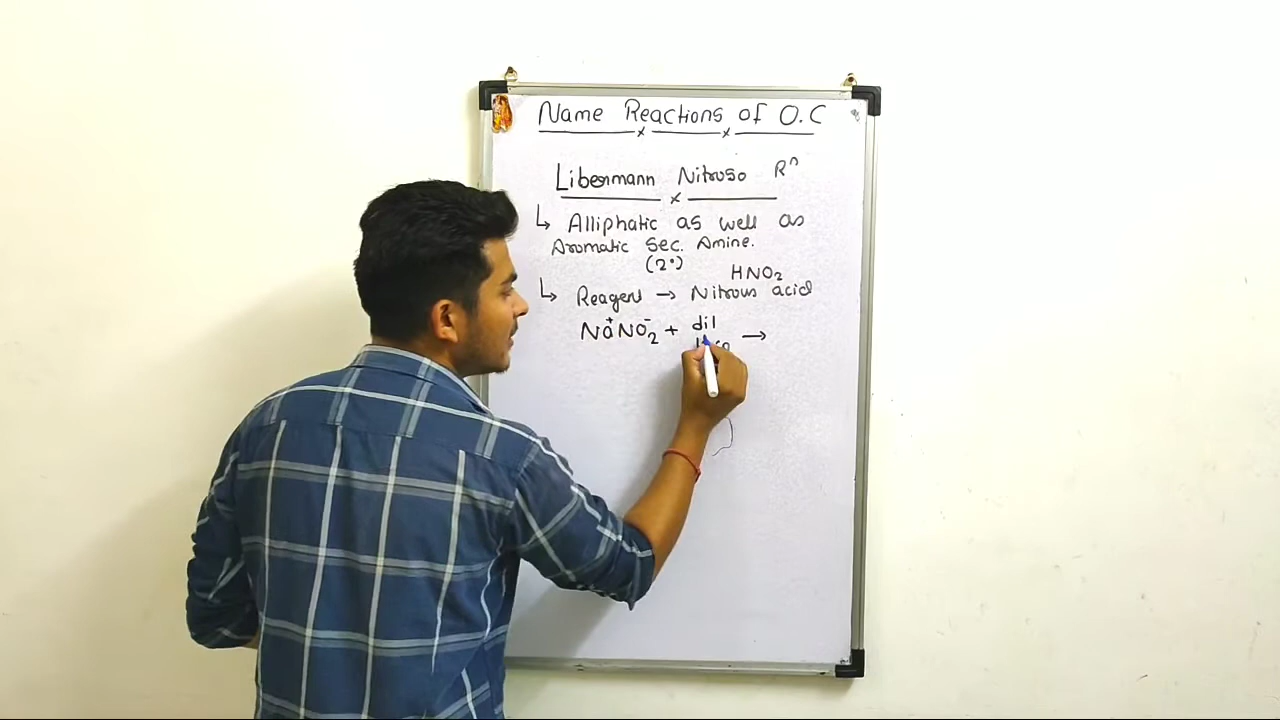 Name Reactions of O.C
Libermann Nitroso Rⁿ
↳ Alliphatic as well as
Aromatic Sec. Amine.
(2°)
HNO₂
↳ Reagent → Nitrous acid
Na⁺NO₂⁻ + dil →